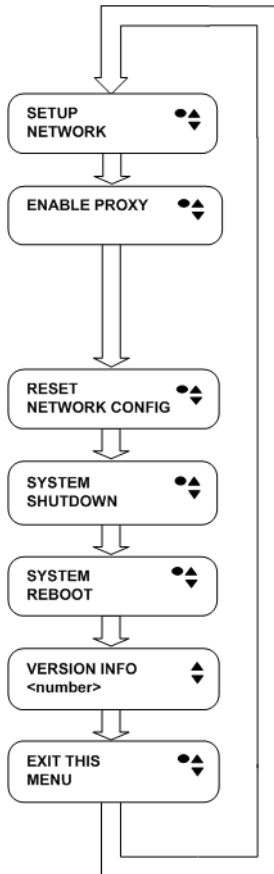 SETUP
NETWORK
ENABLE PROXY
RESET
NETWORK CONFIG
SYSTEM
SHUTDOWN
SYSTEM
REBOOT
VERSION INFO
<number>
EXIT THIS
MENU